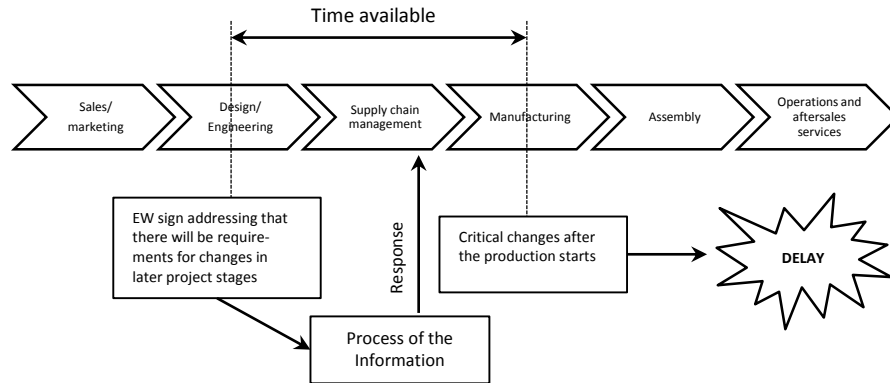 Time available
Sales/
marketing
Design/
Engineering
Supply chain
management
Manufacturing
Assembly
Operations and
aftersales
services
EW sign addressing that
there will be require-
ments for changes in
later project stages
Response
Critical changes after
the production starts
DELAY
Process of the
Information